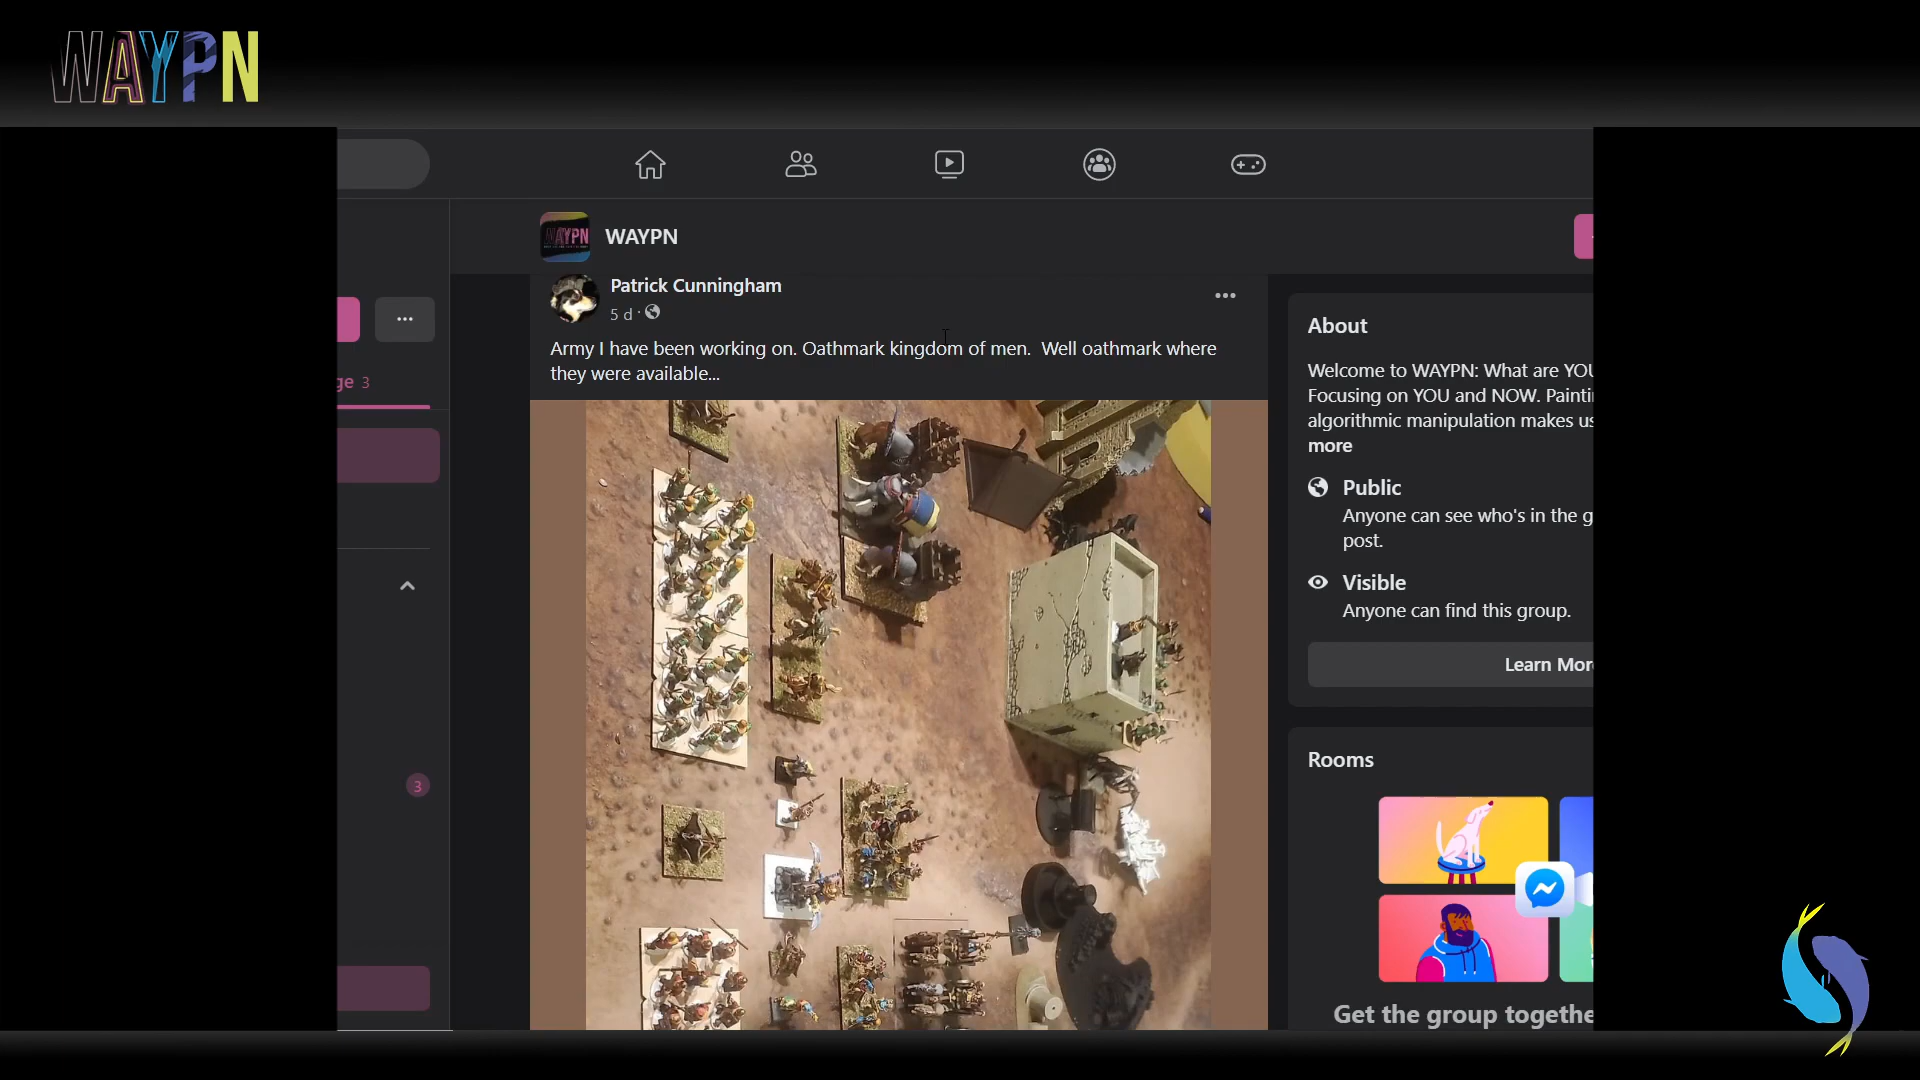 WAYPN
WAYPN
WAYPN
Patrick Cunningham
5 d ·
Army I have been working on. Oathmark kingdom of men. Well oathmark where
they were available...
ge 3
3
About
Welcome to WAYPN: What are YOU
Focusing on YOU and NOW. Painti
algorithmic manipulation makes us
more
Public
Anyone can see who's in the g
post.
Visible
Anyone can find this group.
Learn More
Rooms
Get the group togethe